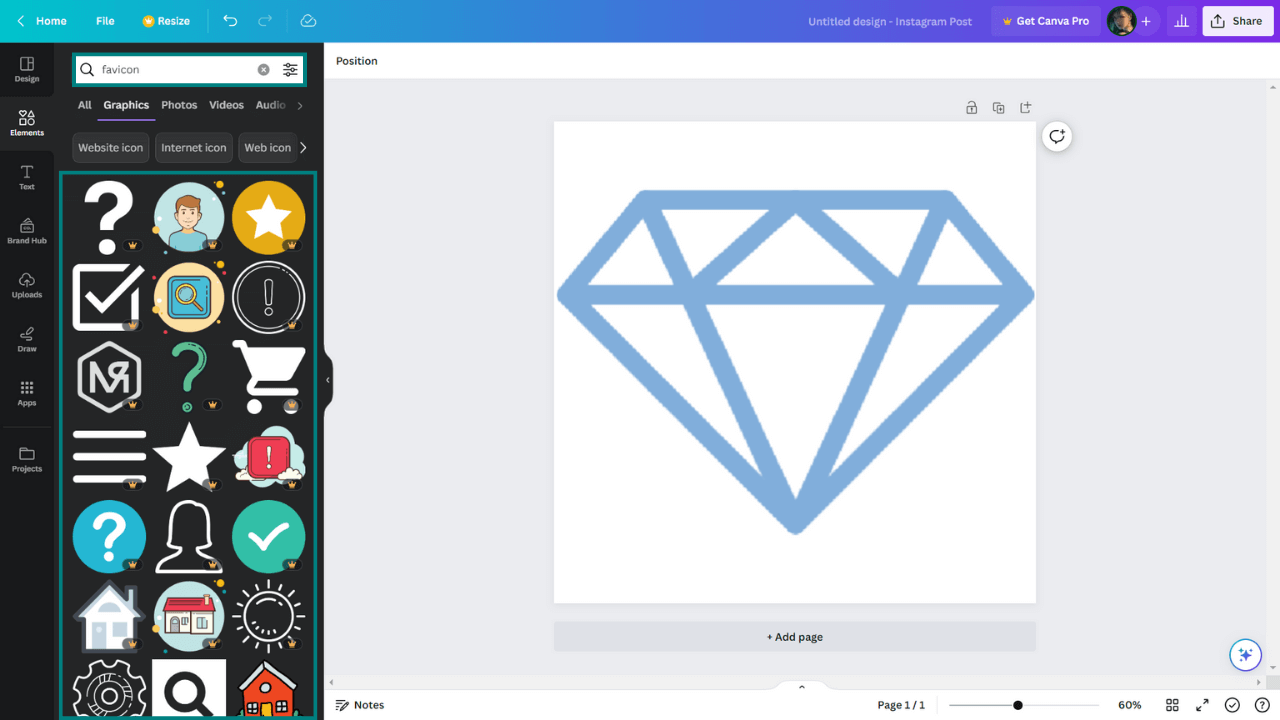 Home File Resize Untitled design - Instagram Post Get Canva Pro + Share
Design
Elements
Text
Brand Hub
Uploads
Draw
Apps
Projects
favicon
All Graphics Photos Videos Audio
Website icon Internet icon Web icon
?
!
MR
?
!
?
Position
+ Add page
Notes Page 1 / 1 60% ?